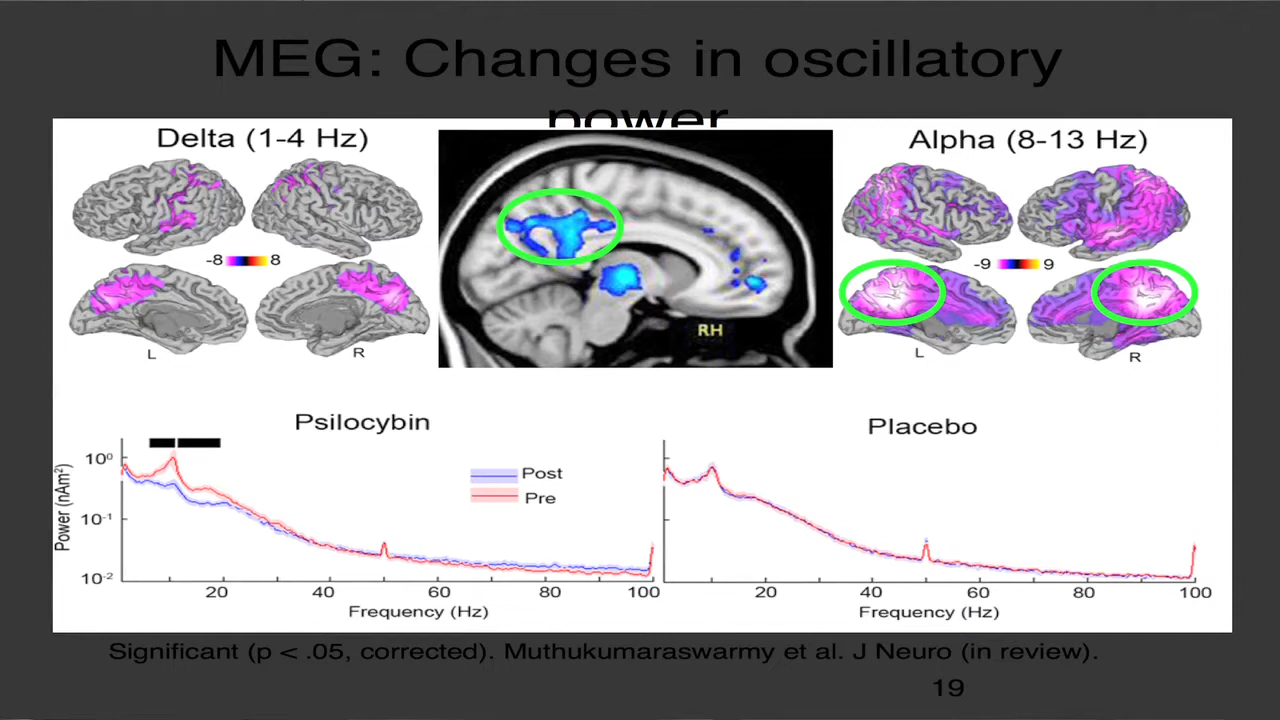 MEG: Changes in oscillatory
power
Delta (1-4 Hz)
Alpha (8-13 Hz)
-8 8
-9 9
RH
L R
L R
Psilocybin
Placebo
Post
Pre
Power (nAm²)
10⁰
10⁻¹
10⁻²
20 40 60 80 100
20 40 60 80 100
Frequency (Hz)
Frequency (Hz)
Significant (p < .05, corrected). Muthukumaraswarmy et al. J Neuro (in review).
19